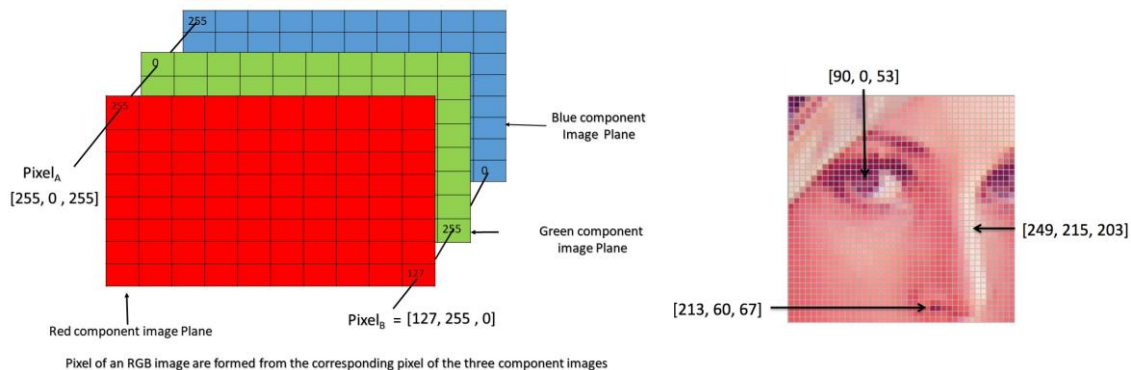 255
0
255
Pixel_A
[255, 0 , 255]
Blue component
Image Plane
0
255
Green component
image Plane
127
Red component image Plane
Pixel_B = [127, 255 , 0]
Pixel of an RGB image are formed from the corresponding pixel of the three component images
[90, 0, 53]
[249, 215, 203]
[213, 60, 67]